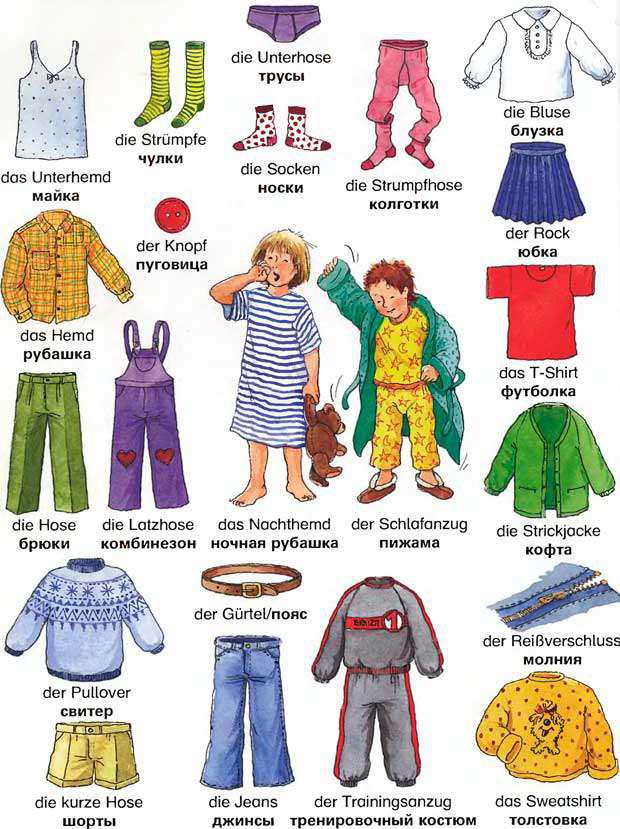 die Unterhose
трусы
die Strümpfe
чулки
die Socken
носки
die Strumpfhose
колготки
die Bluse
блузка
das Unterhemd
майка
der Knopf
пуговица
der Rock
юбка
das Hemd
рубашка
das T-Shirt
футболка
die Hose
брюки
die Latzhose
комбинезон
das Nachthemd
ночная рубашка
der Schlafanzug
пижама
die Strickjacke
кофта
der Gürtel/пояс
der Reißverschluss
молния
der Pullover
свитер
die kurze Hose
шорты
die Jeans
джинсы
der Trainingsanzug
тренировочный костюм
das Sweatshirt
толстовка